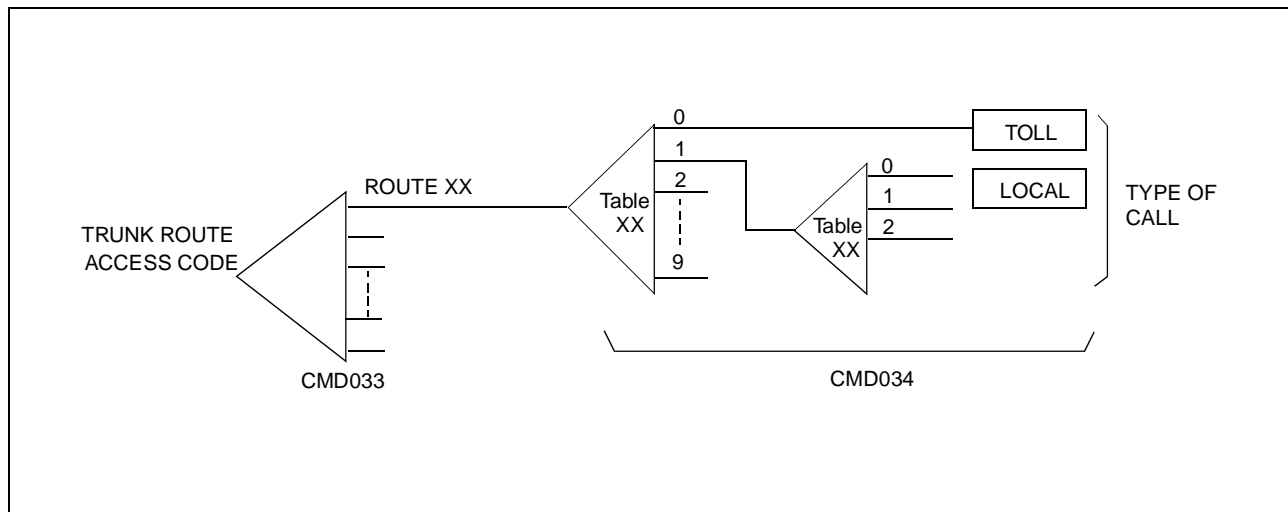 TRUNK ROUTE
ACCESS CODE
ROUTE XX
CMD033
Table
XX
0
1
2
9
Table
XX
0
1
2
TOLL
LOCAL
TYPE OF
CALL
CMD034